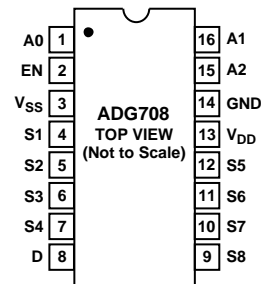 A0 1 16 A1
EN 2 15 A2
VSS 3 14 GND
ADG708
S1 4 TOP VIEW 13 VDD
(Not to Scale)
S2 5 12 S5
S3 6 11 S6
S4 7 10 S7
D 8 9 S8